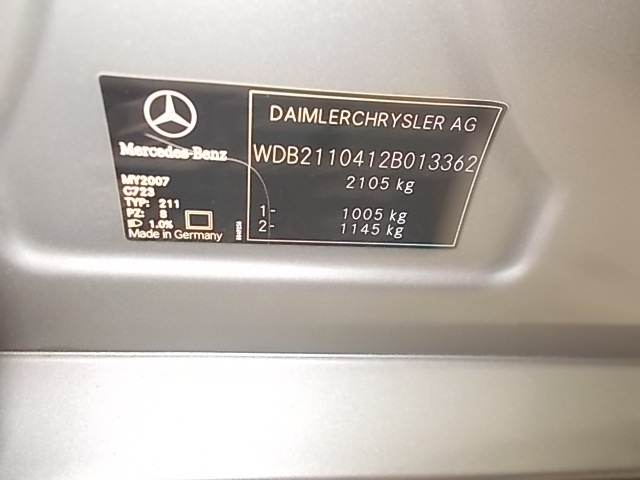 Mercedes-Benz
MY2007
C723
TYP: 211
PZ: 8
1.0%
Made in Germany
DAIMLERCHRYSLER AG
WDB2110412B013362
2105 kg
1- 1005 kg
2- 1145 kg